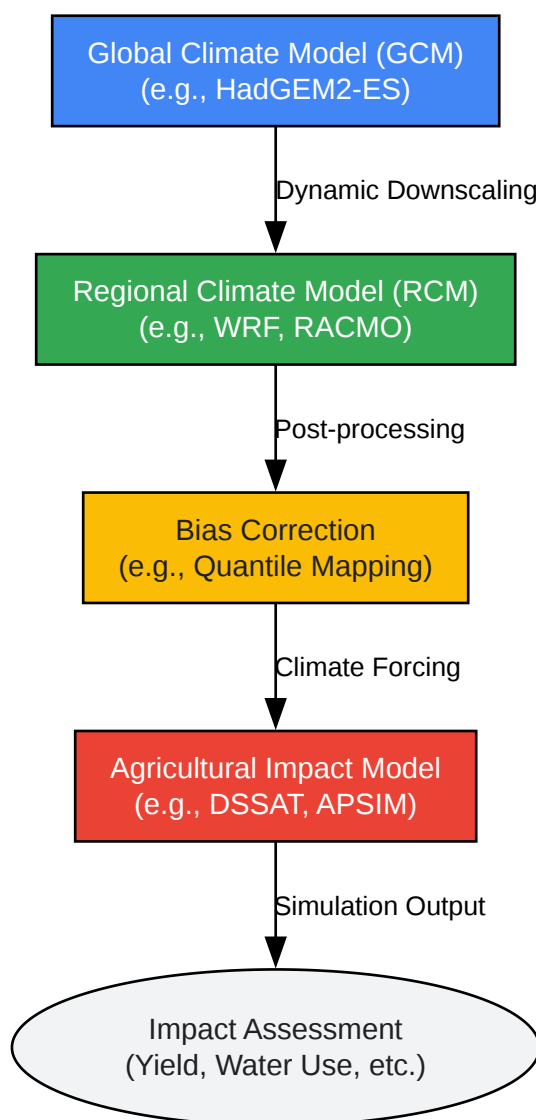 Global Climate Model (GCM)
(e.g., HadGEM2-ES)
Dynamic Downscaling
Regional Climate Model (RCM)
(e.g., WRF, RACMO)
Post-processing
Bias Correction
(e.g., Quantile Mapping)
Climate Forcing
Agricultural Impact Model
(e.g., DSSAT, APSIM)
Simulation Output
Impact Assessment
(Yield, Water Use, etc.)